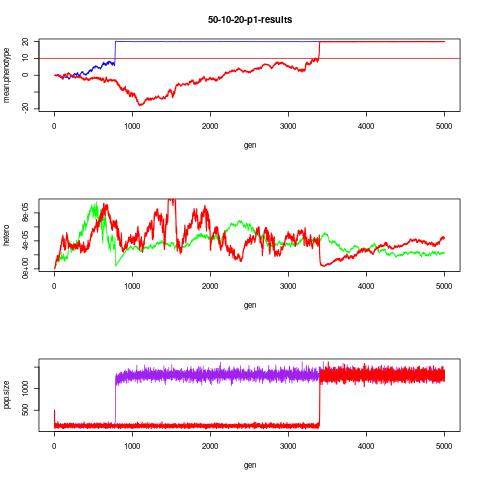 50-10-20-p1-results
mean.phenotype
-20
0
10
20
0 1000 2000 3000 4000 5000
gen
hetero
0e+00
4e-05
8e-05
0 1000 2000 3000 4000 5000
gen
pop.size
500
1000
0 1000 2000 3000 4000 5000
gen